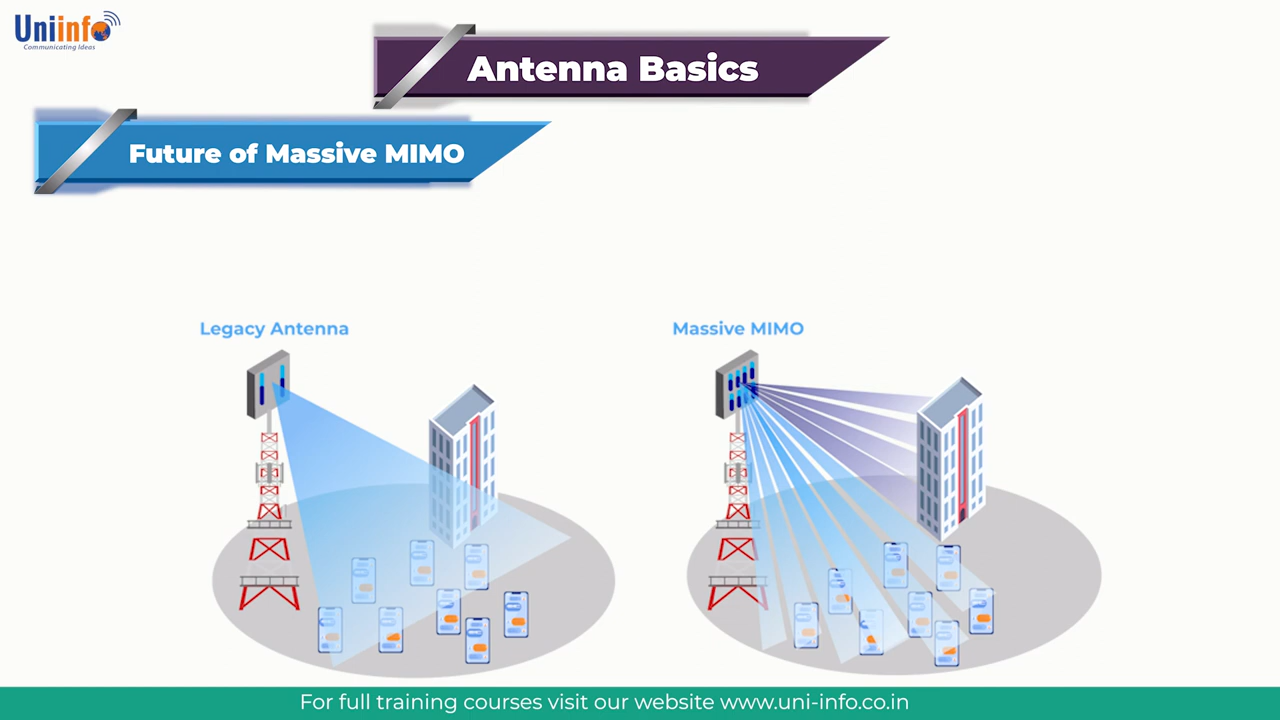 Uniinfo
Communicating Ideas
Antenna Basics
Future of Massive MIMO
Legacy Antenna
Massive MIMO
For full training courses visit our website www.uni-info.co.in